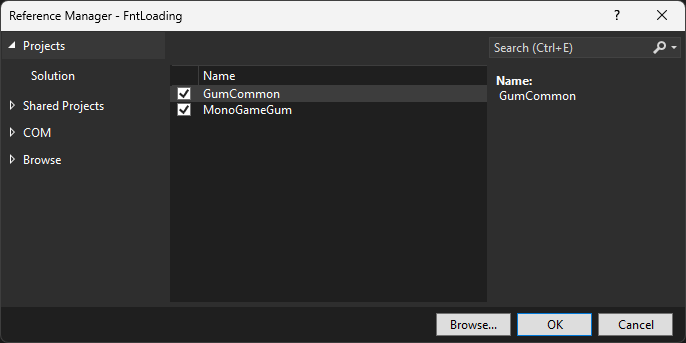 Reference Manager - FntLoading
?
Projects
Solution
Shared Projects
COM
Browse
Name
GumCommon
MonoGameGum
Search (Ctrl+E)
Name:
GumCommon
Browse...
OK
Cancel